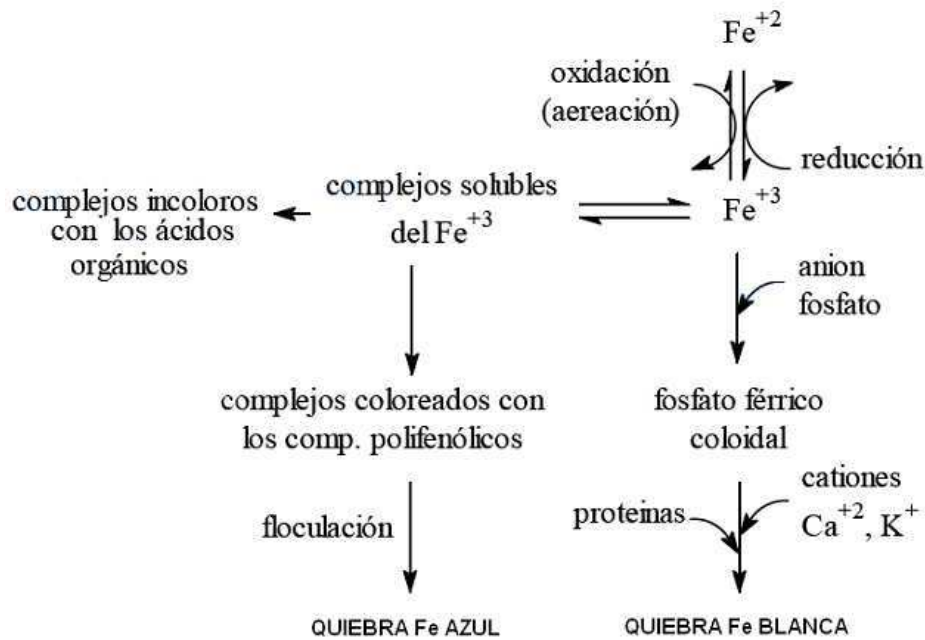 Fe+2
oxidación
(aereación)
reducción
Fe+3
complejos solubles
del Fe+3
complejos incoloros
con los ácidos
orgánicos
anion
fosfato
complejos coloreados con
los comp. polifenólicos
fosfato férrico
coloidal
floculación
proteinas
cationes
Ca+2, K+
QUIEBRA Fe AZUL
QUIEBRA Fe BLANCA